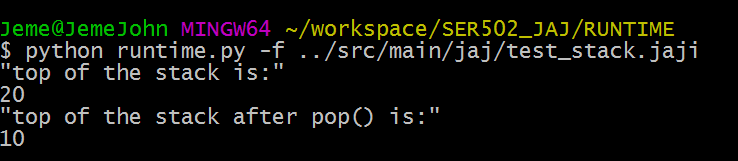 Jeme@JemeJohn MINGW64 ~/workspace/SER502_JAJ/RUNTIME
$ python runtime.py -f ../src/main/jaj/test_stack.jaji
"top of the stack is:"
20
"top of the stack after pop() is:"
10